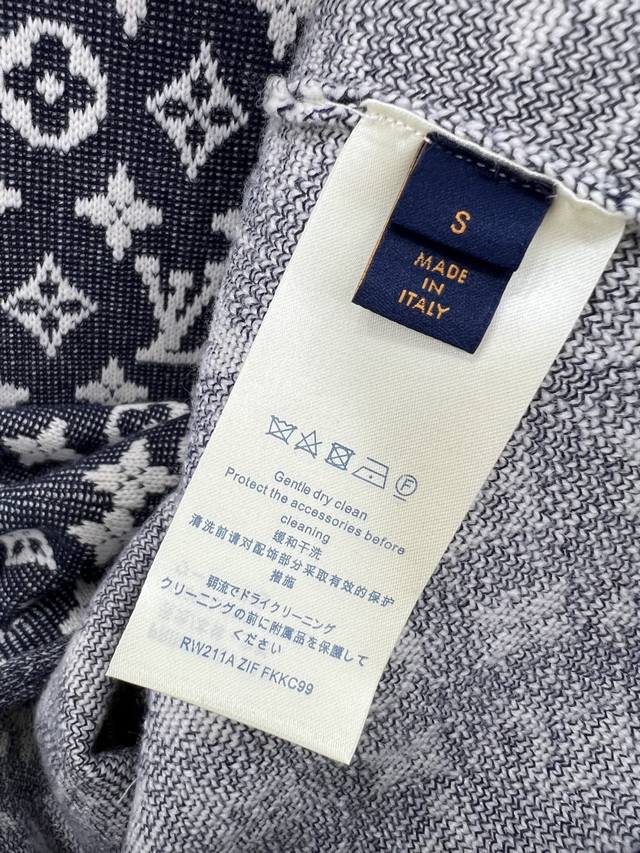 S
MADE
IN
ITALY
F
Gentle dry clean
Protect the accessories before
cleaning
缓和干洗
清洗前请对配饰部分采取有效的保护
措施
弱流でドライクリーニング
クリーニングの前に附属品を保護して
ください
RW211A ZIF FKKC99
LV